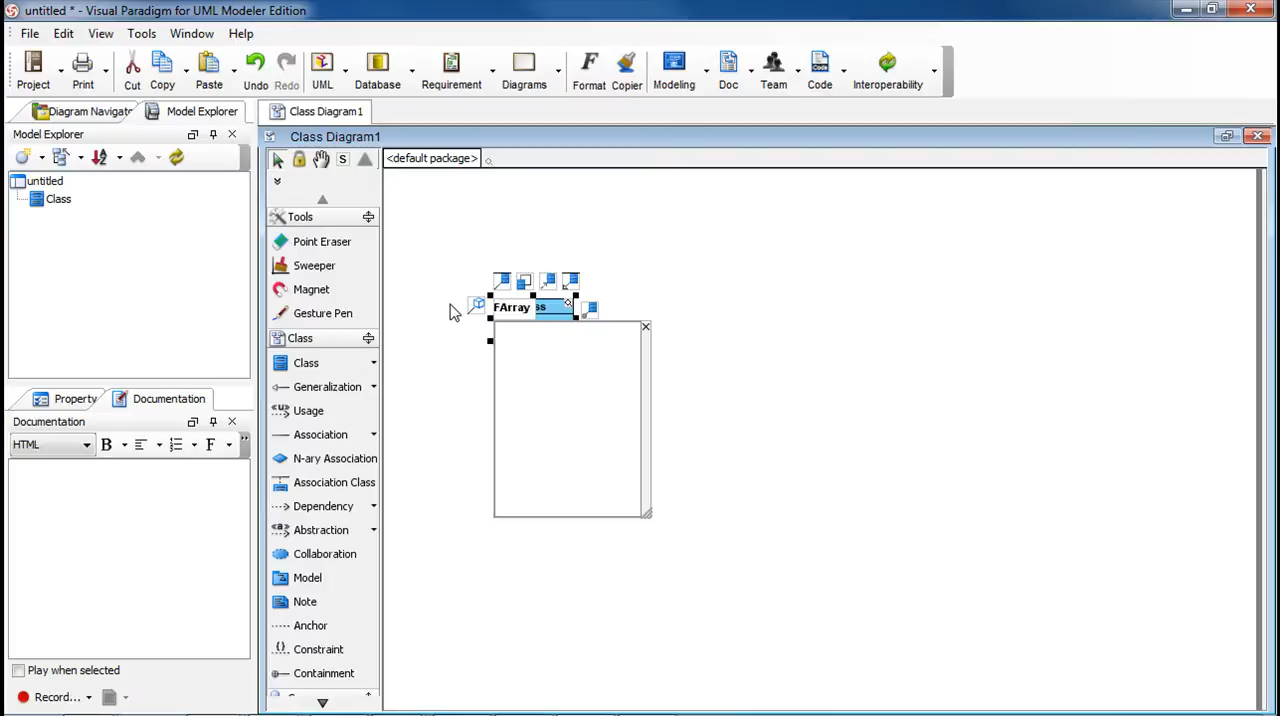 untitled * - Visual Paradigm for UML Modeler Edition
File Edit View Tools Window Help
Project Print Cut Copy Paste Undo Redo UML Database Requirement Diagrams Format Copier Modeling Doc Team Code Interoperability
Diagram Navigato Model Explorer
Class Diagram1
Model Explorer
Class Diagram1
S
<default package>
untitled
Class
Tools
Point Eraser
Sweeper
Magnet
Gesture Pen
FArray ss
Class
Class
Generalization
Usage
Association
N-ary Association
Association Class
Dependency
Abstraction
Collaboration
Model
Note
Anchor
Constraint
Containment
Property Documentation
Documentation
HTML B F
Play when selected
Record...